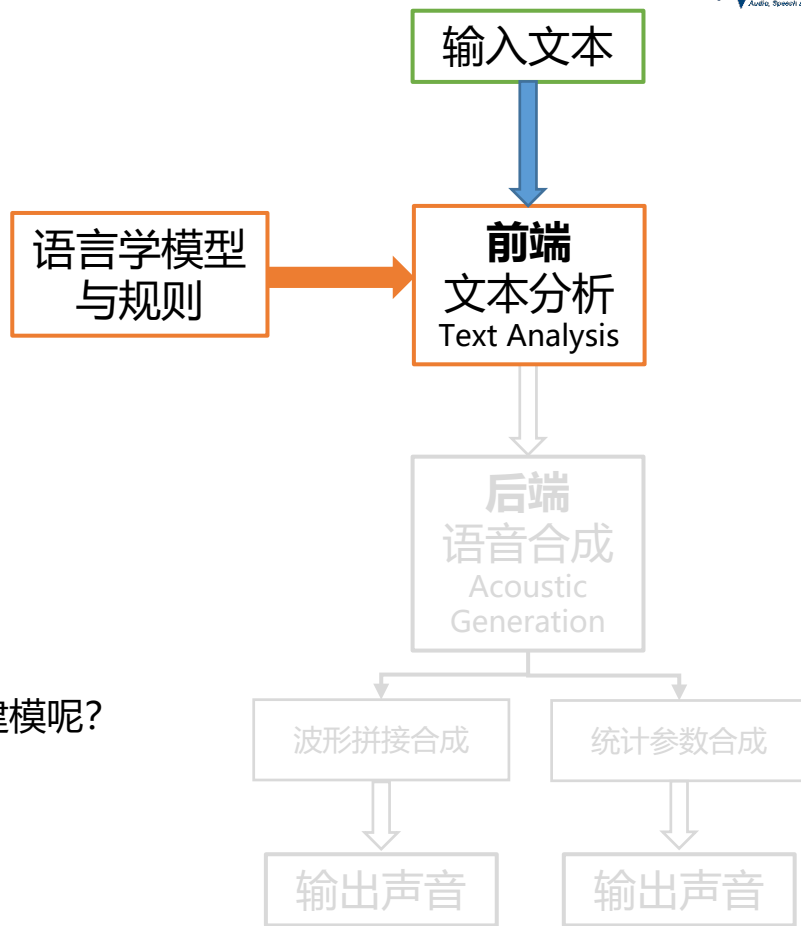 Audio, Speech
输入文本
语言学模型
与规则
前端
文本分析
Text Analysis
后端
语音合成
Acoustic
Generation
建模呢?
波形拼接合成
统计参数合成
输出声音
输出声音